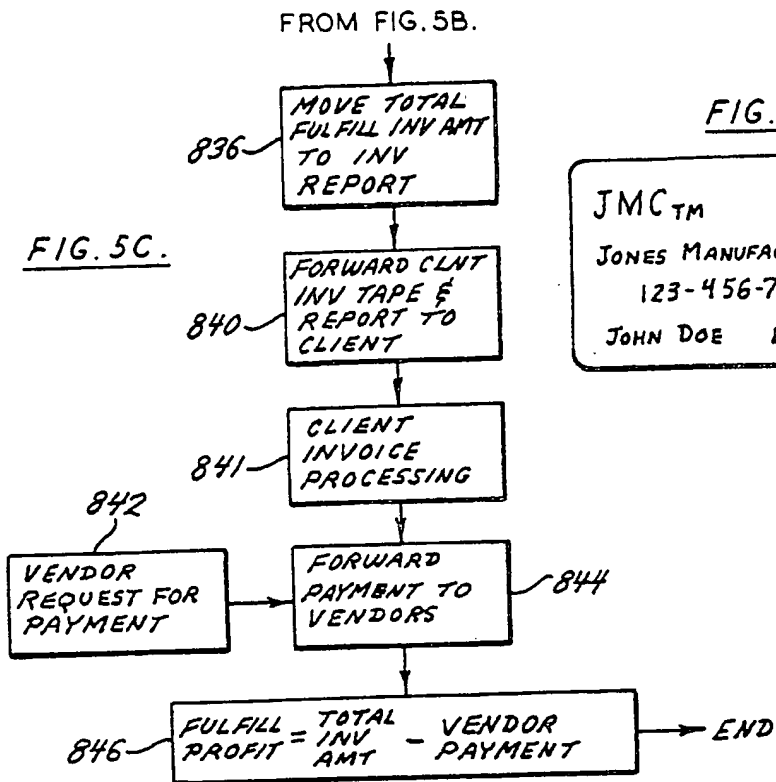 FROM FIG. 5B.
MOVE TOTAL
FULFILL INV AMT
TO INV
REPORT
836
FIG. 5C.
FORWARD CLNT
INV TAPE &
REPORT TO
CLIENT
840
CLIENT
INVOICE
PROCESSING
841
842
VENDOR
REQUEST FOR
PAYMENT
FORWARD
PAYMENT TO
VENDORS
844
846
FULFILL PROFIT = TOTAL INV AMT - VENDOR PAYMENT
END
FIG.
JMC TM
JONES
123-456-7
JOHN DOE